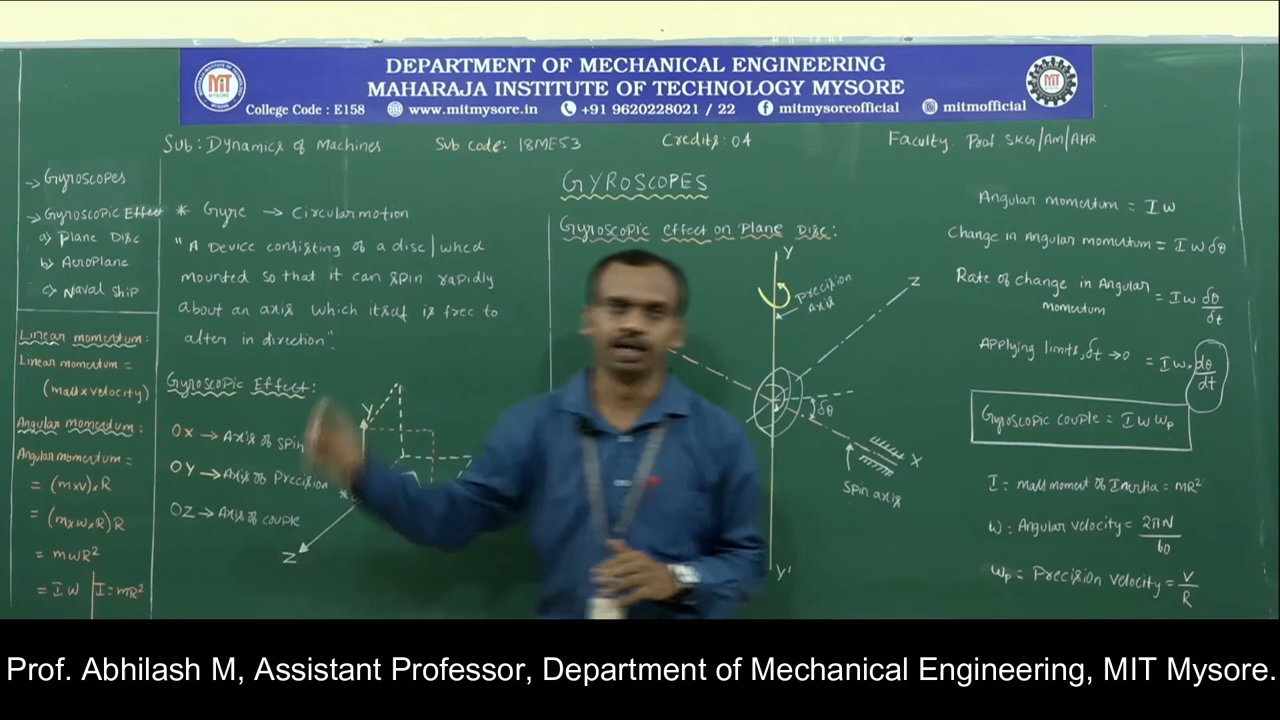 DEPARTMENT OF MECHANICAL ENGINEERING
MAHARAJA INSTITUTE OF TECHNOLOGY MYSORE
College Code : E158 www.mitmysore.in +91 9620228021 / 22 mitmysoreofficial mitmofficial
MIT
MYSORE
MIT
Sub: Dynamics of Machines Sub code: 18ME53 Credits: 04 Faculty Prof. SKG/AM/AHR
→ Gyroscopes
→ Gyroscopic Effect
a) Plane Disc
b) Aeroplane
c) Naval Ship
Linear momentum:
Linear momentum =
(mass x velocity)
Angular momentum:
Angular momentum =
= (m x v) x R
= (m x ω x R) R
= m ω R²
= I ω | I = mR²
GYROSCOPES
* Gyre → Circular motion
"A Device consisting of a disc/wheel
mounted so that it can spin rapidly
about an axis which itself is free to
alter in direction".
Gyroscopic Effect:
OX → Axis of spin
OY → Axis of Precision
OZ → Axis of couple
Y
Z
Gyroscopic effect on Plane Disc:
Y
Precision
axis
Z
δθ
X
Spin axis
Y'
Angular momentum = I ω
Change in Angular momentum = I ω δθ
Rate of change in Angular
momentum = I ω δθ/δt
Applying limits, δt → 0 = I ω x dθ/dt
Gyroscopic couple = I ω ωp
I = mass moment of Inertia = mR²
ω : Angular velocity = 2πN/60
ωp = Precision velocity = V/R
Prof. Abhilash M, Assistant Professor, Department of Mechanical Engineering, MIT Mysore.